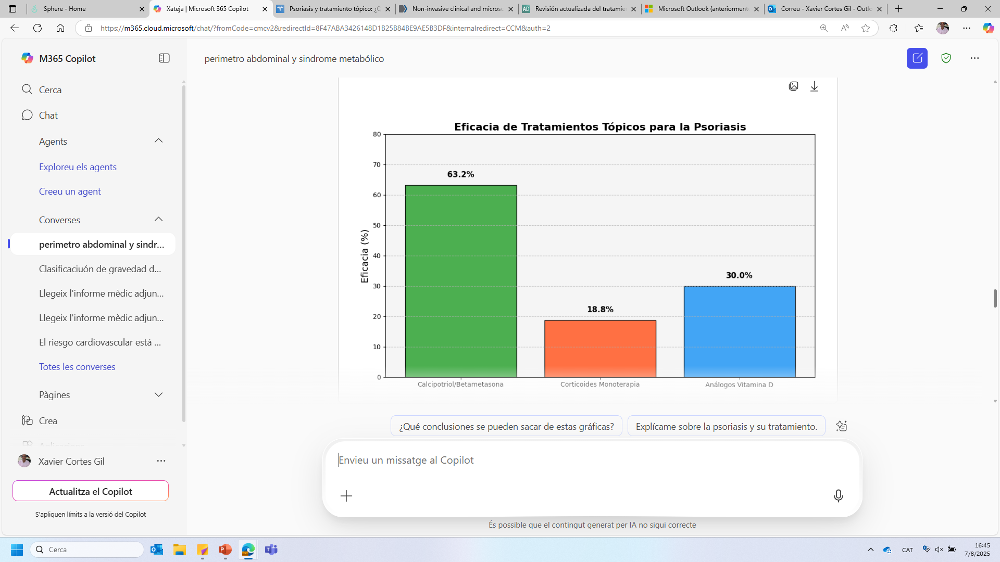 Sphere - Home
Xateja | Microsoft 365 Copilot
Psoriasis y tratamiento tópico: ¿C
Non-invasive clinical and microsc
Revisión actualizada del tratamie
Microsoft Outlook (anteriorment
Correu - Xavier Cortes Gil - Outlo
https://m365.cloud.microsoft/chat/?fromCode=cmcv2&redirectId=8F47ABA3426148D1B25B84BE9AE5B3DF&internalredirect=CCM&auth=2
M365 Copilot
Cerca
Chat
Agents
Exploreu els agents
Creeu un agent
Converses
perimetro abdominal y sindr...
Clasificaciuón de gravedad d...
Llegeix l'informe mèdic adjun...
Llegeix l'informe mèdic adjun...
El riesgo cardiovascular está ...
Totes les converses
Pàgines
Crea
Aplicacions
Xavier Cortes Gil
Actualitza el Copilot
S'apliquen límits a la versió del Copilot
perimetro abdominal y sindrome metabólico
Eficacia de Tratamientos Tópicos para la Psoriasis
Eficacia (%)
80
70
60
50
40
30
20
10
0
63.2%
18.8%
30.0%
Calcipotriol/Betametasona
Corticoides Monoterapia
Análogos Vitamina D
¿Qué conclusiones se pueden sacar de estas gráficas?
Explícame sobre la psoriasis y su tratamiento.
Envieu un missatge al Copilot
És possible que el contingut generat per IA no sigui correcte
Cerca
CAT
16:45
7/8/2025